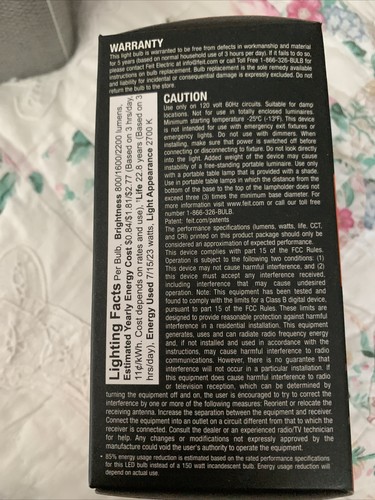 WARRANTY
This light bulb is warranted to be free from defects in workmanship and material
for 5 years (based on normal household use of 3 hours per day). If it fails to do so,
please contact Feit Electric at info@feit.com or call Toll Free 1-866-326-BULB for
instructions on bulb replacement. Bulb replacement is the sole remedy available
and liability for incidental or consequential damage is expressly excluded. Do not
return the bulb to the store.
Lighting Facts Per Bulb. Brightness 800/1600/2200 lumens,
Estimated Yearly Energy Cost $0.84/$1.81/$2.77 (Based on 3 hrs/day,
11¢/kWh), Cost depends on rates and use), *Life 22.8 years (Based on 3
hrs/day), Energy Used 7/15/23 watts, Light Appearance 2700 K
CAUTION
Use only on 120 volt 60Hz circuits. Suitable for damp
locations. Not for use in totally enclosed luminaires.
Minimum starting temperature -25ºC (-13ºF). This device
is not intended for use with emergency exit fixtures or
emergency lights. Do not use with dimmers. When
installing, make sure that power is switched off before
connecting or disconnecting to fixture. Do not look directly
into the light. Added weight of the device may cause
instability of a free-standing portable luminaire. Use only
with a portable table lamp that is provided with a shade.
Use in portable table lamps in which the distance from the
bottom of the base to the top of the lampholder does not
exceed three (3) times the minimum base diameter. For
more information visit www.feit.com or call our toll free
number 1-866-326-BULB.
Patent: feit.com/patents
The performance specifications (lumens, watts, life, CCT,
and CRI) printed on this product package should only be
considered an approximation of expected performance.
This device complies with part 15 of the FCC Rules.
Operation is subject to the following two conditions: (1)
This device may not cause harmful interference, and (2)
this device must accept any interference received,
including interference that may cause undesired
operation. Note: This equipment has been tested and
found to comply with the limits for a Class B digital device,
pursuant to part 15 of the FCC Rules. These limits are
designed to provide reasonable protection against harmful
interference in a residential installation. This equipment
generates, uses and can radiate radio frequency energy
and, if not installed and used in accordance with the
instructions, may cause harmful interference to radio
communications. However, there is no guarantee that
interference will not occur in a particular installation. If
this equipment does cause harmful interference to radio
or television reception, which can be determined by
turning the equipment off and on, the user is encouraged to try to correct the
interference by one or more of the following measures: Reorient or relocate the
receiving antenna. Increase the separation between the equipment and receiver.
Connect the equipment into an outlet on a circuit different from that to which the
receiver is connected. Consult the dealer or an experienced radio/TV technician
for help. Any changes or modifications not expressly approved by the
manufacture could void the user's authority to operate the equipment.
• 85% energy usage reduction is estimated based on the rated performance specifications
for this LED bulb instead of a 150 watt incandescent bulb. Energy usage reduction will
depend on actual use.